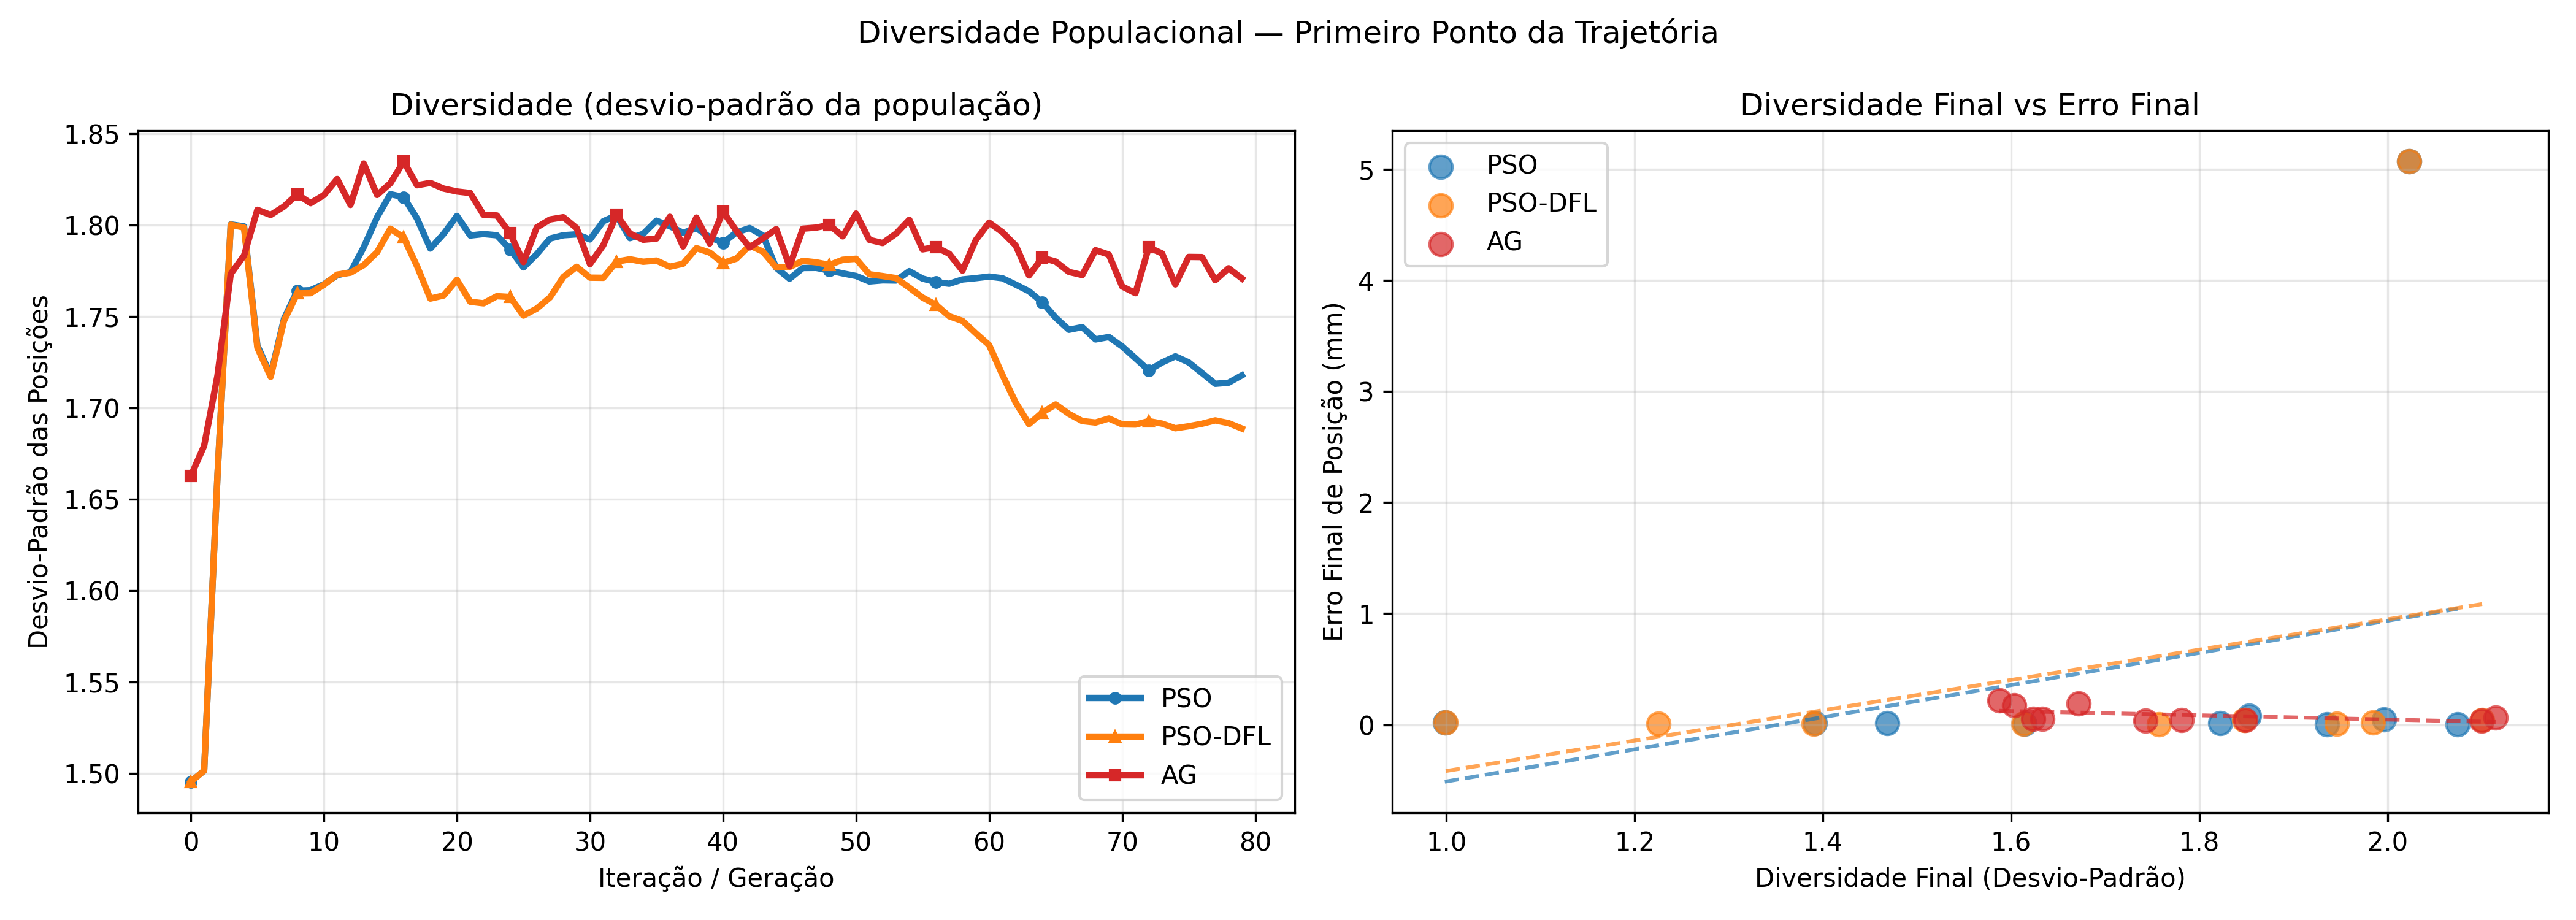 Diversidade Populacional — Primeiro Ponto da Trajetória
Diversidade (desvio-padrão da população)
Desvio-Padrão das Posições
1.85
1.80
1.75
1.70
1.65
1.60
1.55
1.50
0 10 20 30 40 50 60 70 80
Iteração / Geração
PSO
PSO-DFL
AG
Diversidade Final vs Erro Final
Erro Final de Posição (mm)
5
4
3
2
1
0
1.0 1.2 1.4 1.6 1.8 2.0
Diversidade Final (Desvio-Padrão)
PSO
PSO-DFL
AG